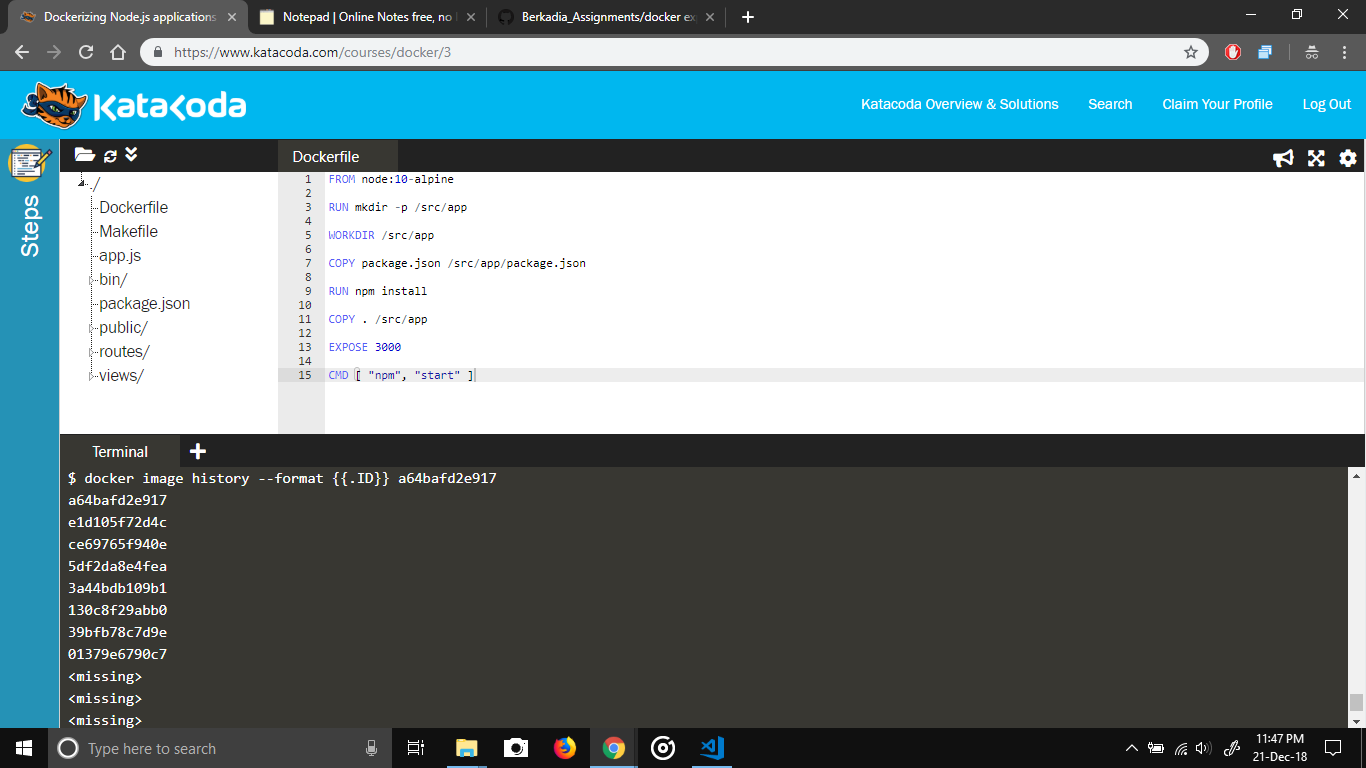 Dockerizing Node.js applications
Notepad | Online Notes free, no
Berkadia_Assignments/docker ex
https://www.katacoda.com/courses/docker/3
KataKoda
Katacoda Overview & Solutions
Search
Claim Your Profile
Log Out
Steps
./
Dockerfile
Makefile
app.js
bin/
package.json
public/
routes/
views/
Dockerfile
1 FROM node:10-alpine
2
3 RUN mkdir -p /src/app
4
5 WORKDIR /src/app
6
7 COPY package.json /src/app/package.json
8
9 RUN npm install
10
11 COPY . /src/app
12
13 EXPOSE 3000
14
15 CMD [ "npm", "start" ]
Terminal
$ docker image history --format {{.ID}} a64bafd2e917
a64bafd2e917
e1d105f72d4c
ce69765f940e
5df2da8e4fea
3a44bdb109b1
130c8f29abb0
39bfb78c7d9e
01379e6790c7
<missing>
<missing>
<missing>
Type here to search
11:47 PM
21-Dec-18